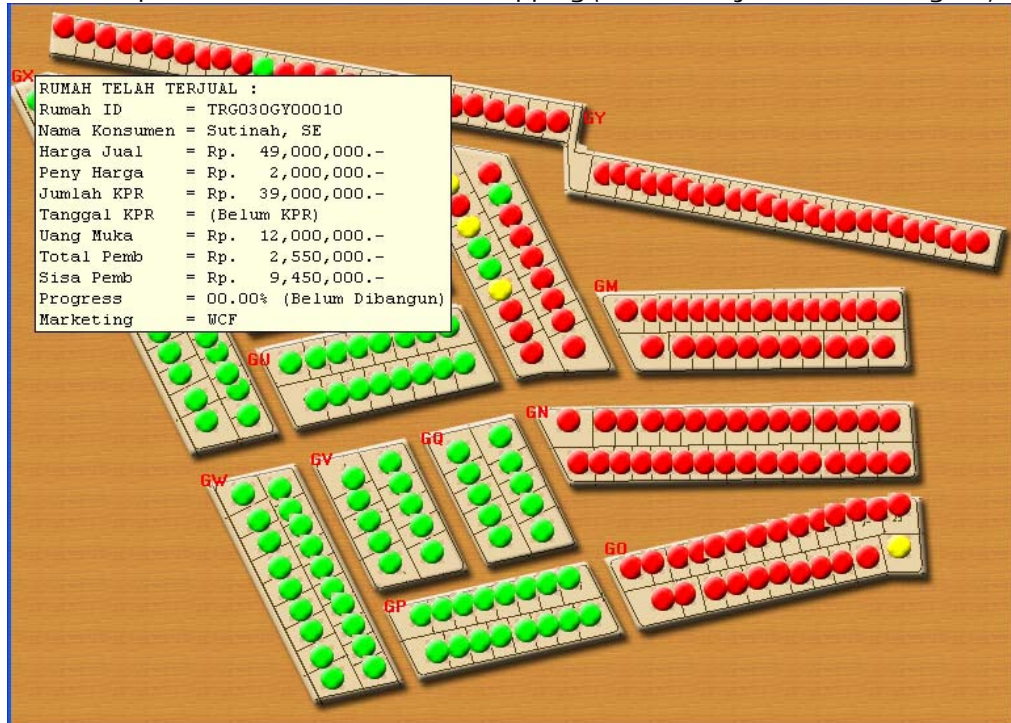 GX
RUMAH TELAH TERJUAL :
Rumah ID = TRG030GY00010
Nama Konsumen = Sutinah, SE
Harga Jual = Rp. 49,000,000.-
Peny Harga = Rp. 2,000,000.-
Jumlah KPR = Rp. 39,000,000.-
Tanggal KPR = (Belum KPR)
Uang Muka = Rp. 12,000,000.-
Total Pemb = Rp. 2,550,000.-
Sisa Pemb = Rp. 9,450,000.-
Progress = 00.00% (Belum Dibangun)
Marketing = WCF
GY
GM
GU
GN
GQ
GV
GW
GO
GP